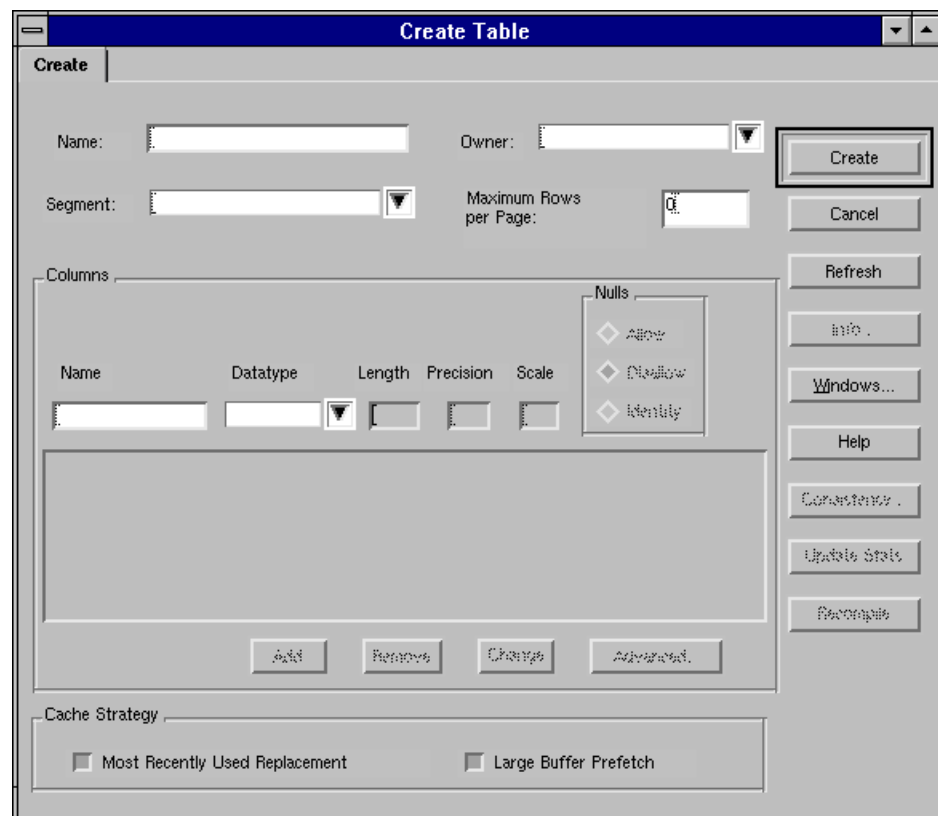 Create Table
Create
Name:
Owner:
Create
Segment:
Maximum Rows
per Page:
0
Cancel
Refresh
Columns
Nulls
Allow
Info .
Name Datatype Length Precision Scale
Disallow
Windows...
Identity
Help
Consistency .
Update Stats
Recompile
Add Remove Change Advanced.
Cache Strategy
Most Recently Used Replacement
Large Buffer Prefetch